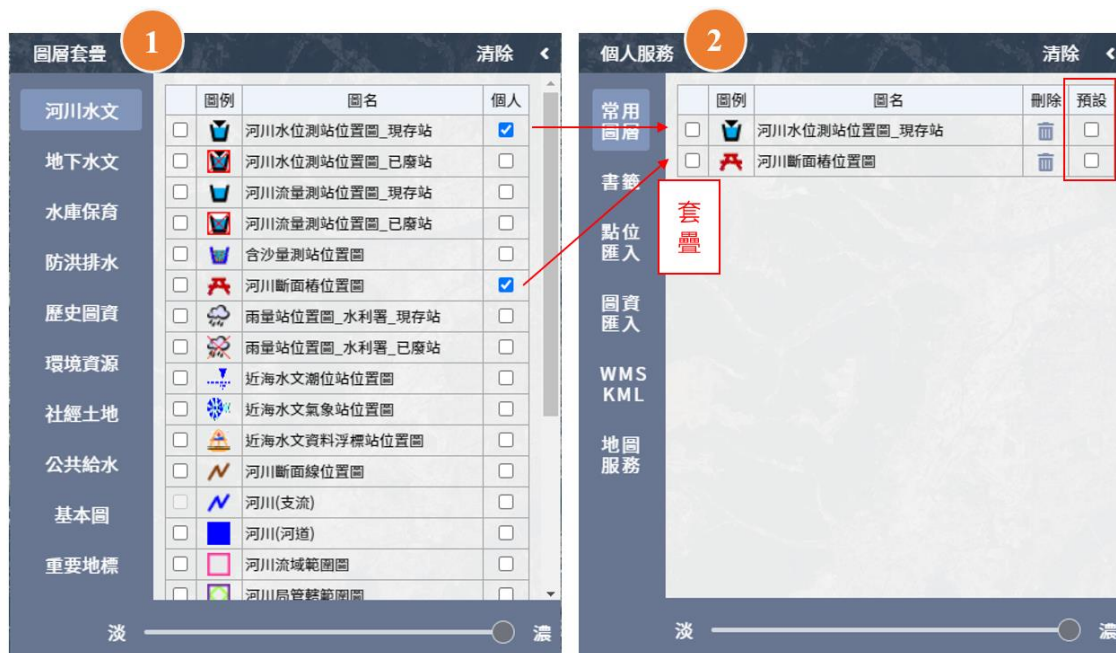 圖層套疊
1
清除
河川水文
地下水文
水庫保育
防洪排水
歷史圖資
環境資源
社經土地
公共給水
基本圖
重要地標
圖例 圖名 個人
河川水位測站位置圖_現存站
河川水位測站位置圖_已廢站
河川流量測站位置圖_現存站
河川流量測站位置圖_已廢站
含沙量測站位置圖
河川斷面樁位置圖
雨量站位置圖_水利署_現存站
雨量站位置圖_水利署_已廢站
近海水文潮位站位置圖
近海水文氣象站位置圖
近海水文資料浮標站位置圖
河川斷面線位置圖
河川(支流)
河川(河道)
河川流域範圍圖
河川局管轄範圍圖
淡 濃
個人服務
2
清除
常用
圖層
書籤
點位
匯入
圖資
匯入
WMS
KML
地圖
服務
圖例 圖名 刪除 預設
河川水位測站位置圖_現存站
河川斷面樁位置圖
套
疊
淡 濃